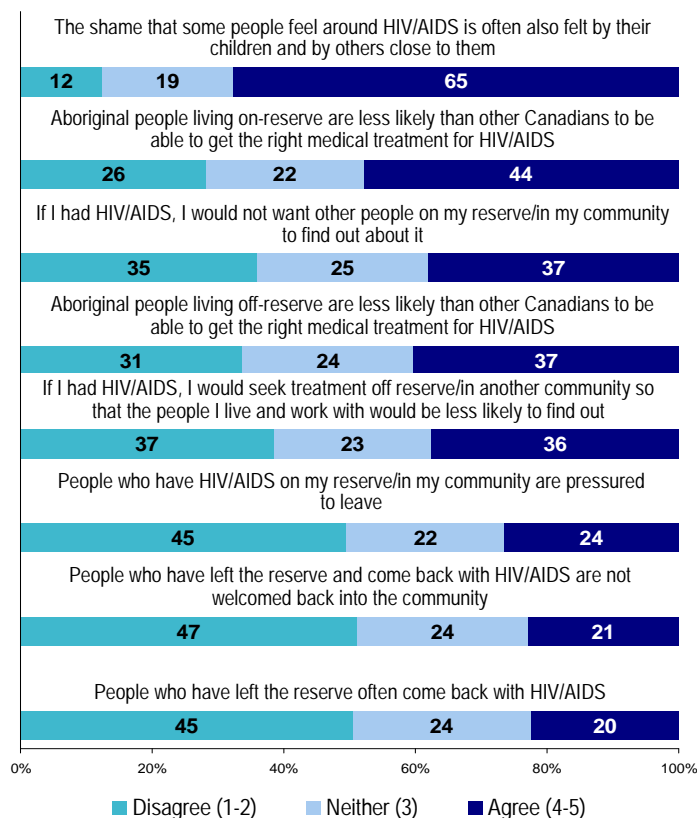 The shame that some people feel around HIV/AIDS is often also felt by their
children and by others close to them
12 19 65
Aboriginal people living on-reserve are less likely than other Canadians to be
able to get the right medical treatment for HIV/AIDS
26 22 44
If I had HIV/AIDS, I would not want other people on my reserve/in my community
to find out about it
35 25 37
Aboriginal people living off-reserve are less likely than other Canadians to be
able to get the right medical treatment for HIV/AIDS
31 24 37
If I had HIV/AIDS, I would seek treatment off reserve/in another community so
that the people I live and work with would be less likely to find out
37 23 36
People who have HIV/AIDS on my reserve/in my community are pressured
to leave
45 22 24
People who have left the reserve and come back with HIV/AIDS are not
welcomed back into the community
47 24 21
People who have left the reserve often come back with HIV/AIDS
45 24 20
0% 20% 40% 60% 80% 100%
Disagree (1-2) Neither (3) Agree (4-5)